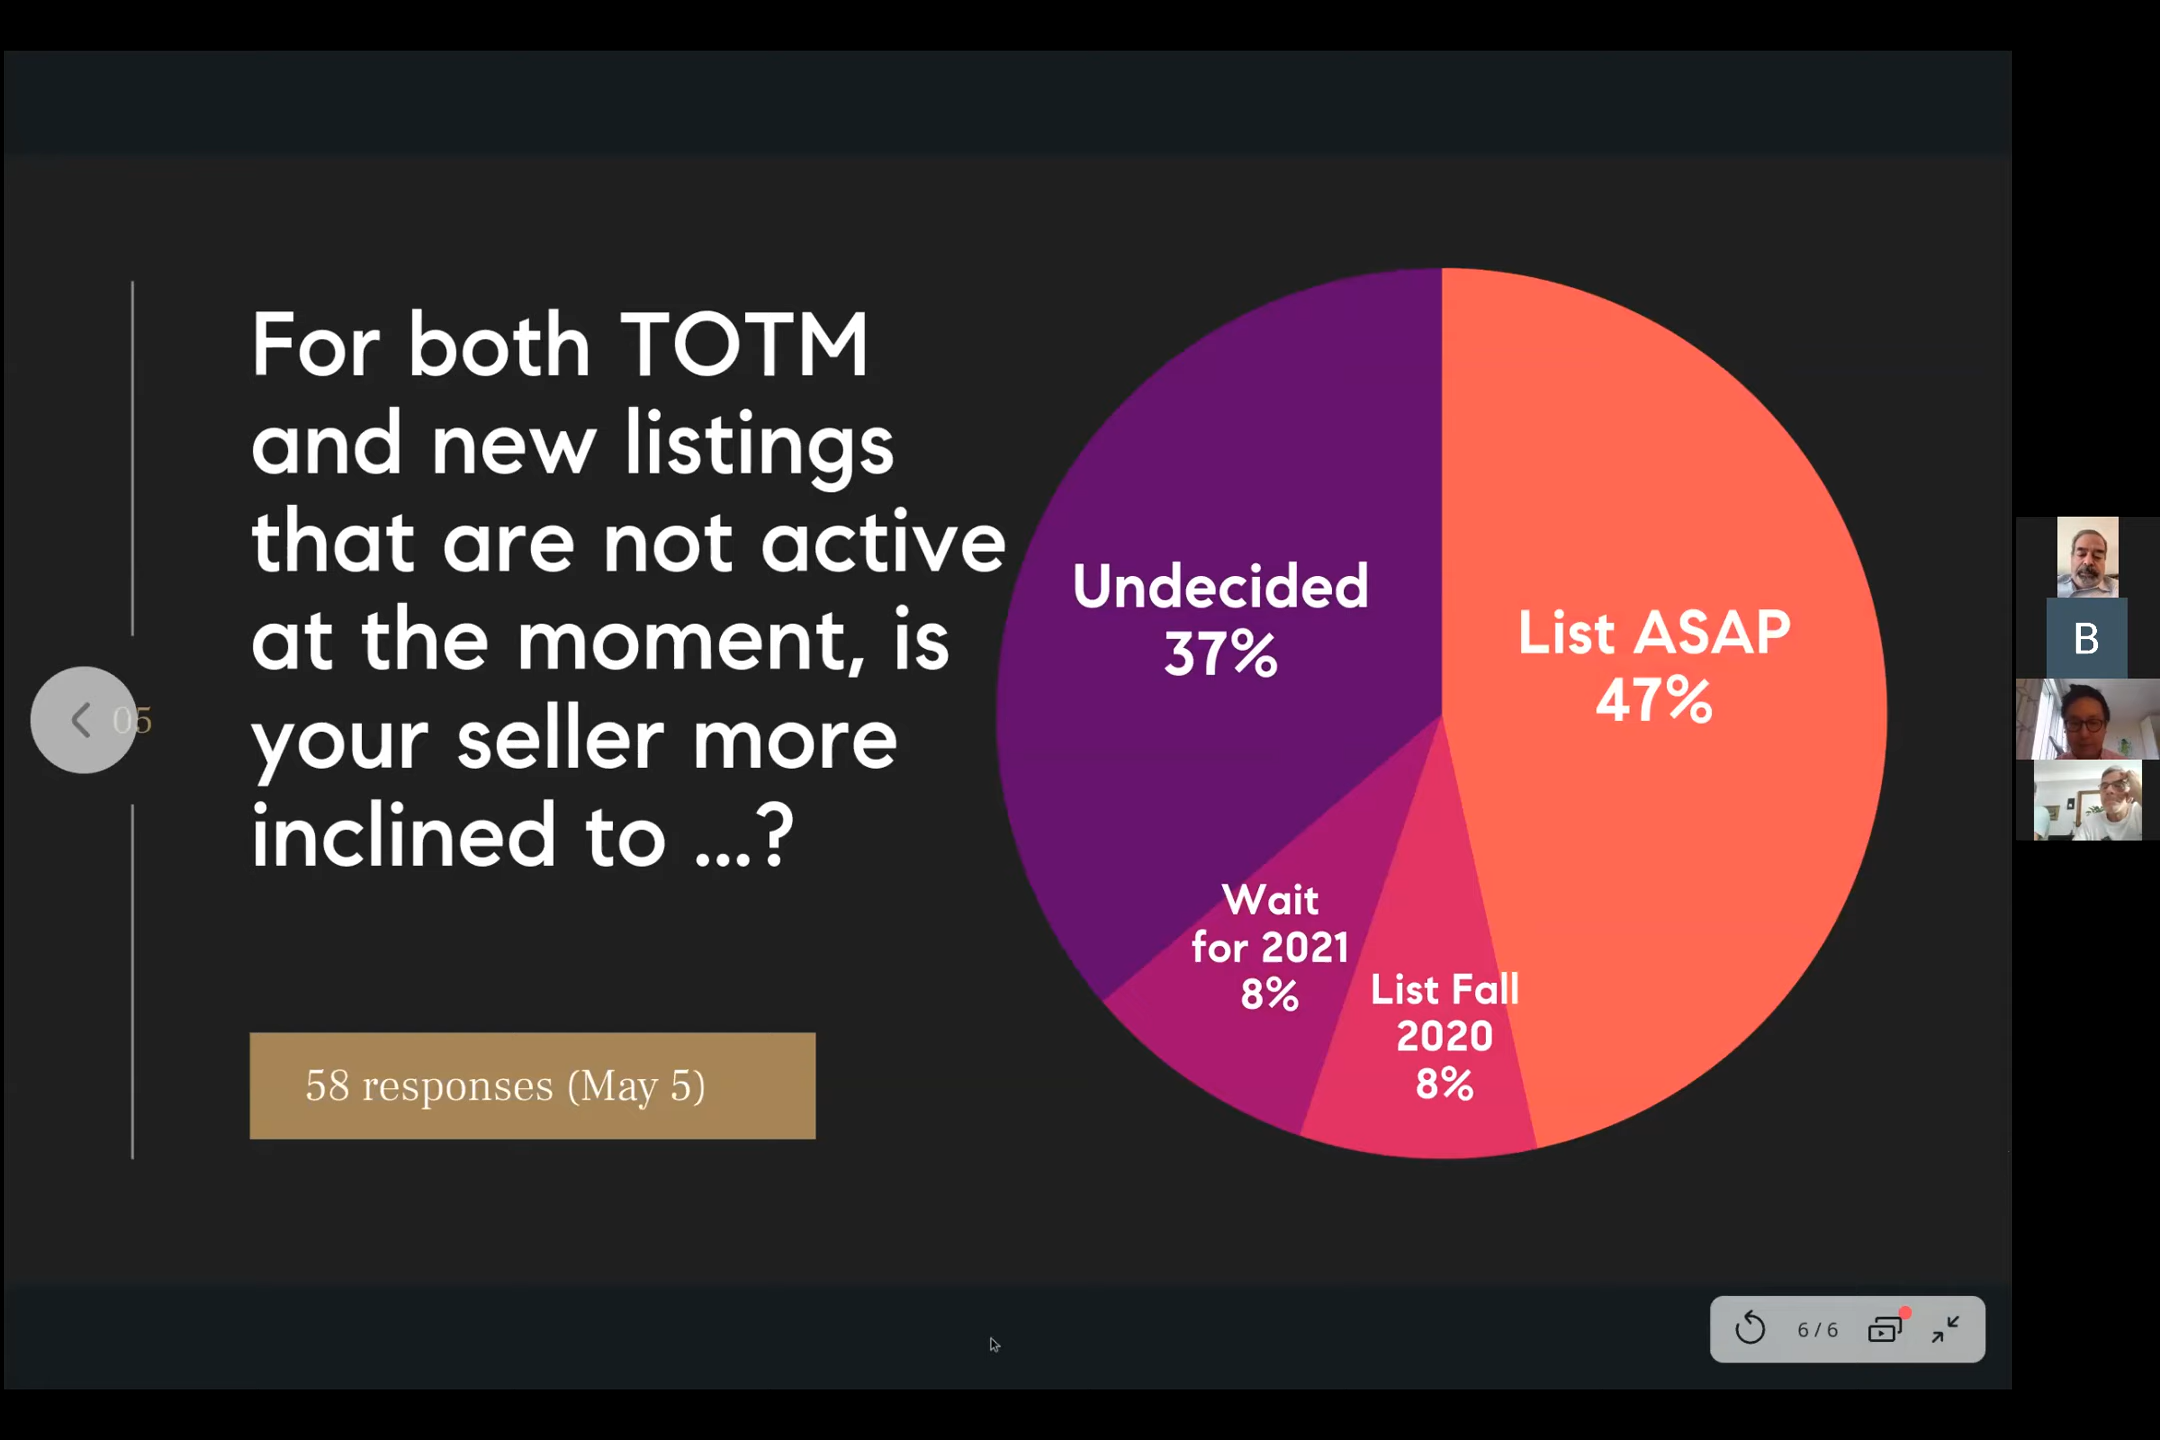 For both TOTM
and new listings
that are not active
at the moment, is
your seller more
inclined to ...?
05
58 responses (May 5)
Undecided
37%
List ASAP
47%
Wait
for 2021
8%
List Fall
2020
8%
B
6 / 6